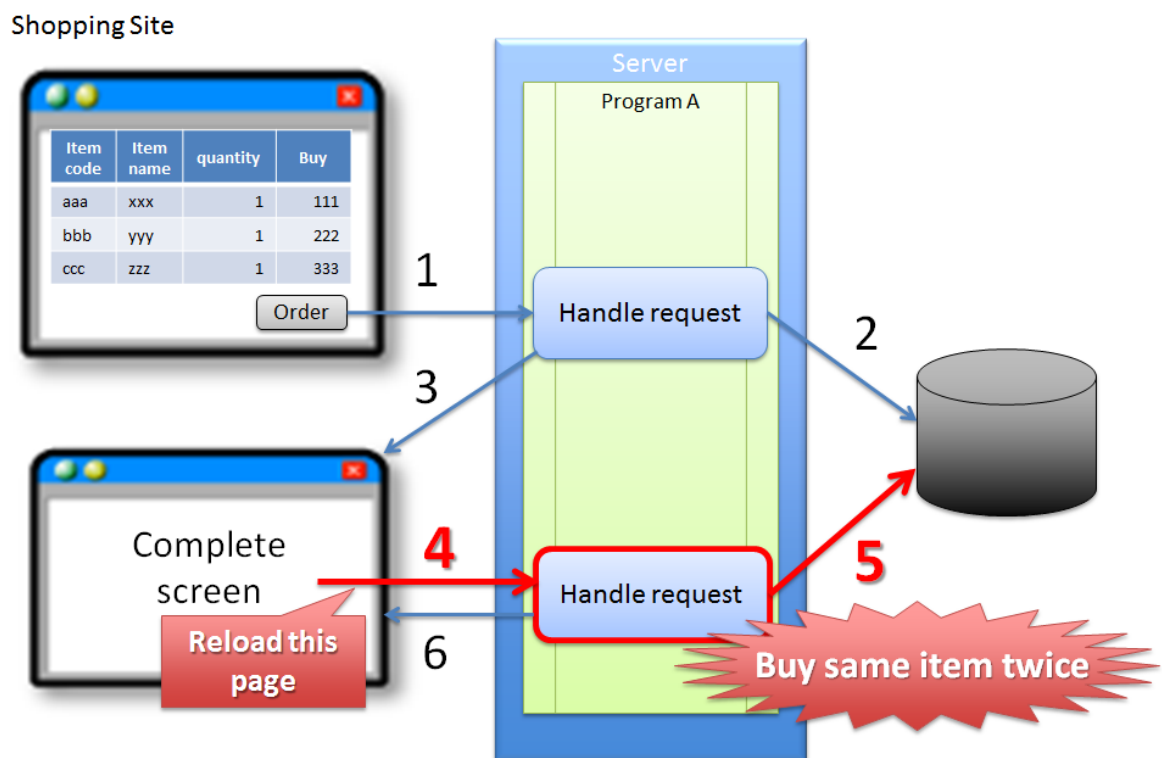 Shopping Site
Server
Program A
Item code
Item name
quantity
Buy
aaa xxx 1 111
bbb yyy 1 222
ccc zzz 1 333
Order
1
Handle request
2
3
Complete
screen
4
Handle request
5
Reload this
page
6
Buy same item twice